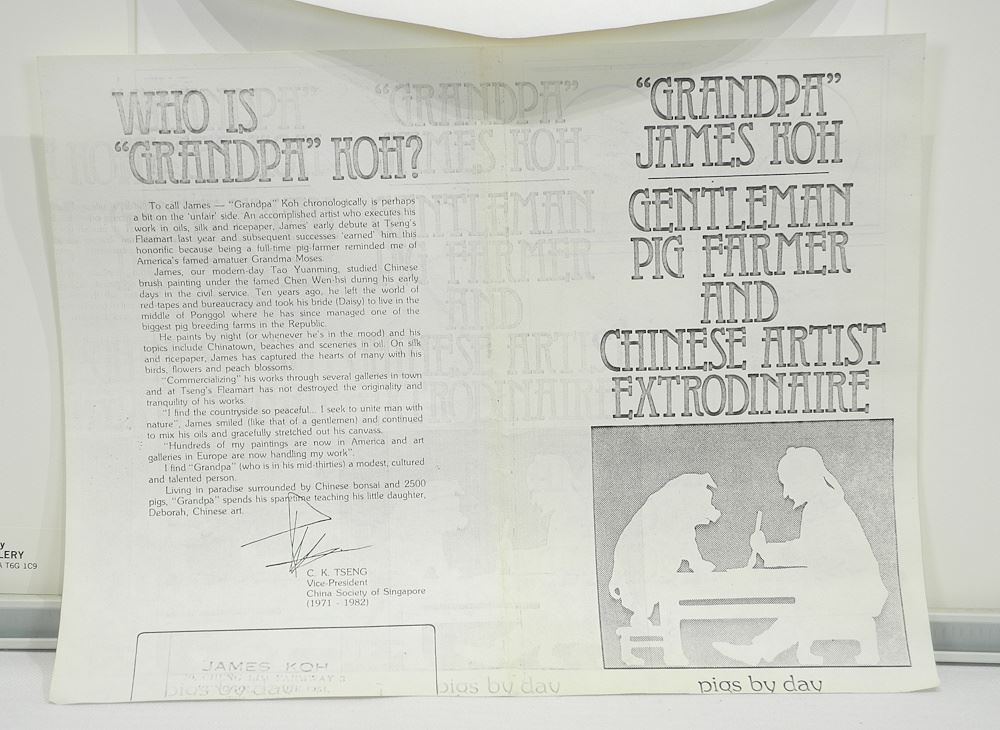 WHO IS
"GRANDPA" KOH?
To call James — "Grandpa" Koh chronologically is perhaps
a bit on the 'unfair' side. An accomplished artist who executes his
work in oils, silk and ricepaper, James' early debute at Tseng's
Fleamart last year and subsequent successes 'earned' him this
honorific because being a full-time pig-farmer reminded me of
America's famed amatuer Grandma Moses.
James, our modern-day Tao Yuanming, studied Chinese
brush painting under the famed Chen Wen-hsi during his early
days in the civil service. Ten years ago, he left the world of
red-tapes and bureaucracy and took his bride (Daisy) to live in the
middle of Ponggol where he has since managed one of the
biggest pig breeding farms in the Republic.
He paints by night (or whenever he's in the mood) and his
topics include Chinatown, beaches and sceneries in oil. On silk
and ricepaper, James has captured the hearts of many with his
birds, flowers and peach blossoms.
"Commercializing" his works through several galleries in town
and at Tseng's Fleamart has not destroyed the originality and
tranquility of his works.
"I find the countryside so peaceful... I seek to unite man with
nature", James smiled (like that of a gentlemen) and continued
to mix his oils and gracefully stretched out his canvass.
"Hundreds of my paintings are now in America and art
galleries in Europe are now handling my work".
I find "Grandpa" (who is in his mid-thirties) a modest, cultured
and talented person.
Living in paradise surrounded by Chinese bonsai and 2500
pigs, "Grandpa" spends his sparetime teaching his little daughter,
Deborah, Chinese art.
C. K. TSENG
Vice-President
China Society of Singapore
(1971 - 1982)
JAMES KOH
pigs by day
"GRANDPA"
JAMES KOH
GENTLEMAN
PIG FARMER
AND
CHINESE ARTIST
EXTRODINAIRE
pigs by day
pigs by day
LERY
T6G 1C9